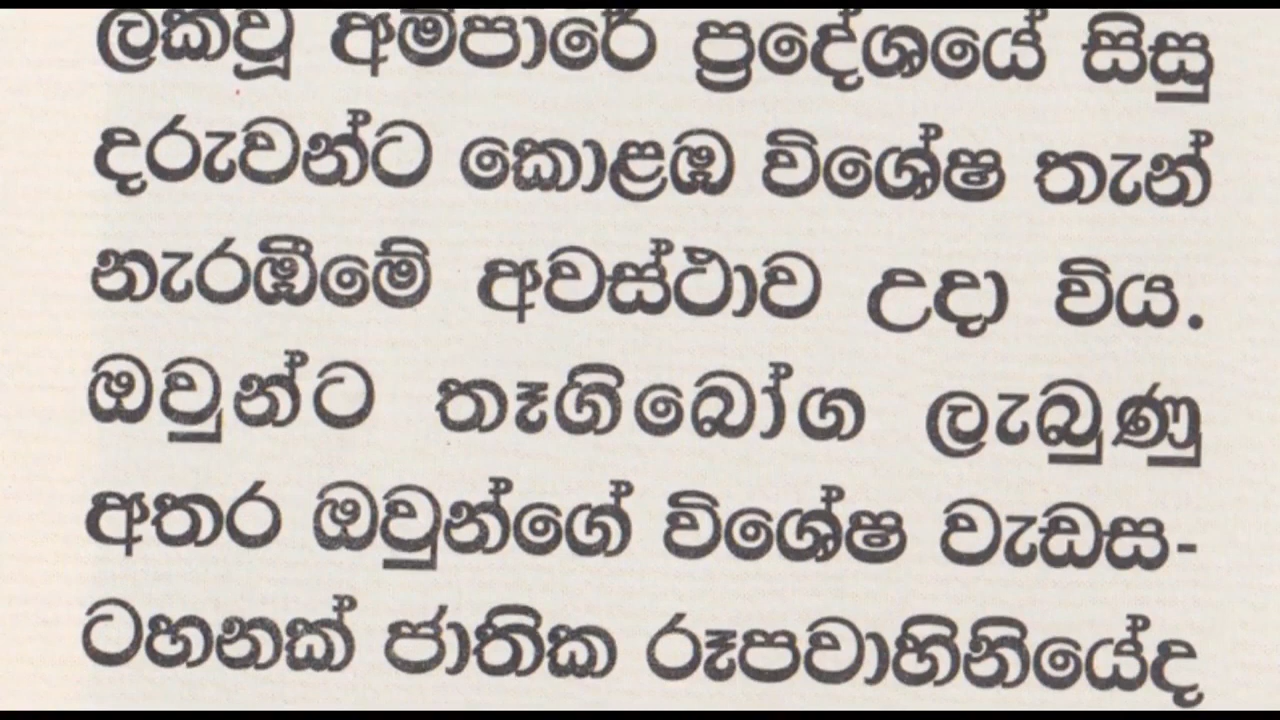 ලක්වූ අම්පාරේ ප්‍රදේශයේ සිසු
දරුවන්ට කොළඹ විශේෂ තැන්
නැරඹීමේ අවස්ථාව උදා විය.
ඔවුන්ට තෑගිබෝග ලැබුණු
අතර ඔවුන්ගේ විශේෂ වැඩස-
ටහනක් ජාතික රූපවාහිනියේද